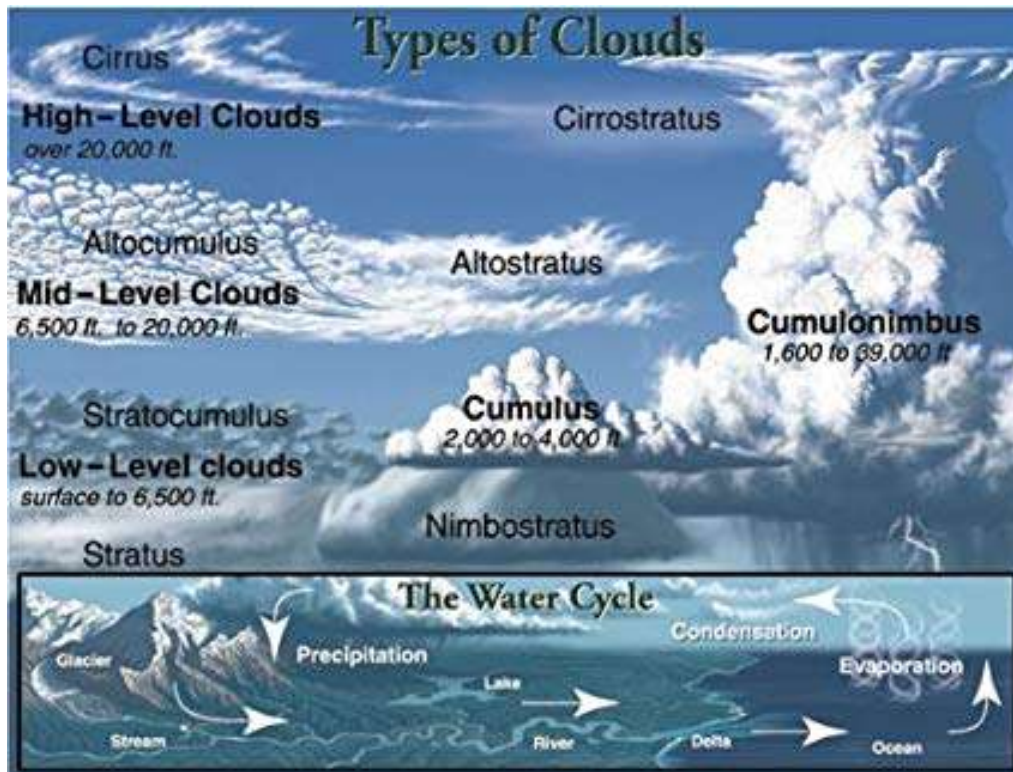 Types of Clouds
Cirrus
High-Level Clouds
over 20,000 ft.
Cirrostratus
Altocumulus
Altostratus
Mid-Level Clouds
6,500 ft. to 20,000 ft.
Cumulonimbus
1,600 to 39,000 ft
Stratocumulus
Cumulus
2,000 to 4,000 ft
Low-Level clouds
surface to 6,500 ft.
Nimbostratus
Stratus
The Water Cycle
Condensation
Precipitation
Glacier
Evaporation
Lake
Stream
River
Delta
Ocean